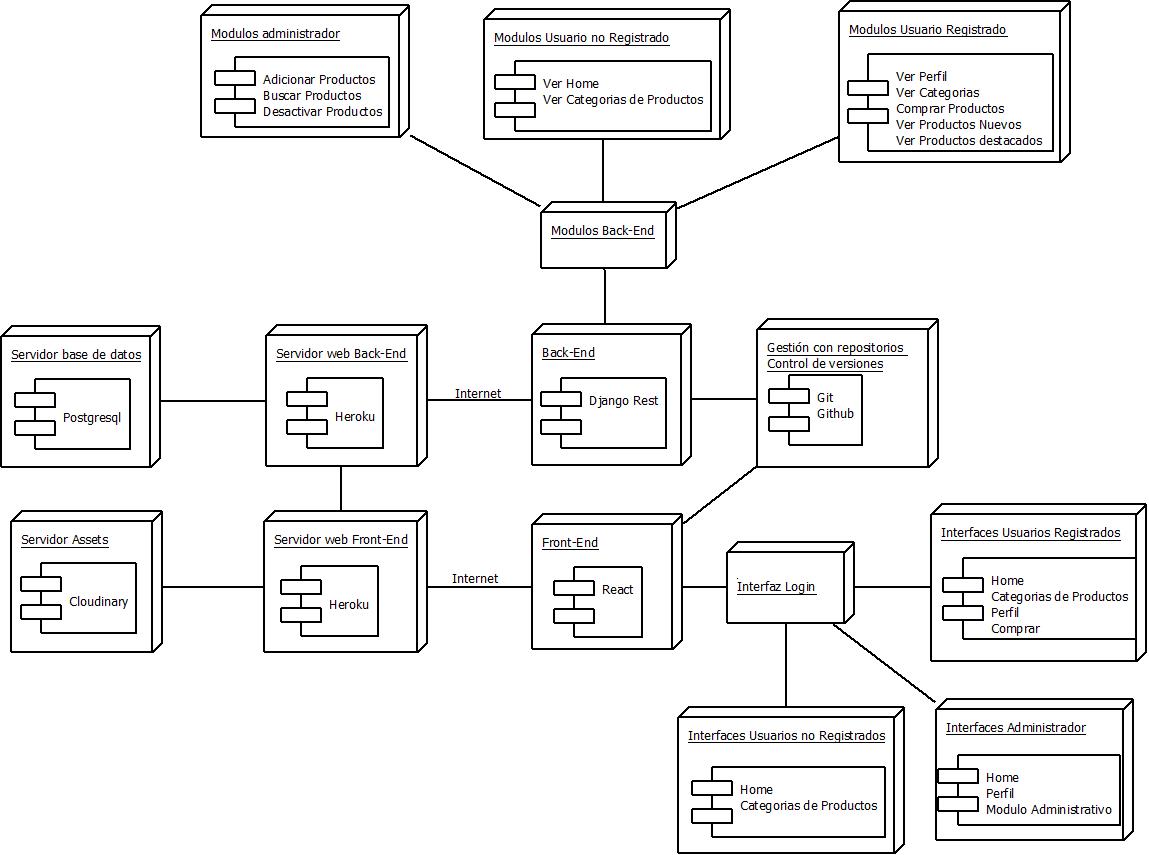 Modulos administrador
Adicionar Productos
Buscar Productos
Desactivar Productos
Modulos Usuario no Registrado
Ver Home
Ver Categorias de Productos
Modulos Usuario Registrado
Ver Perfil
Ver Categorias
Comprar Productos
Ver Productos Nuevos
Ver Productos destacados
Modulos Back-End
Servidor base de datos
Postgresql
Servidor web Back-End
Heroku
Internet
Back-End
Django Rest
Gestión con repositorios
Control de versiones
Git
Github
Servidor Assets
Cloudinary
Servidor web Front-End
Heroku
Internet
Front-End
React
Interfaz Login
Interfaces Usuarios Registrados
Home
Categorias de Productos
Perfil
Comprar
Interfaces Usuarios no Registrados
Home
Categorias de Productos
Interfaces Administrador
Home
Perfil
Modulo Administrativo